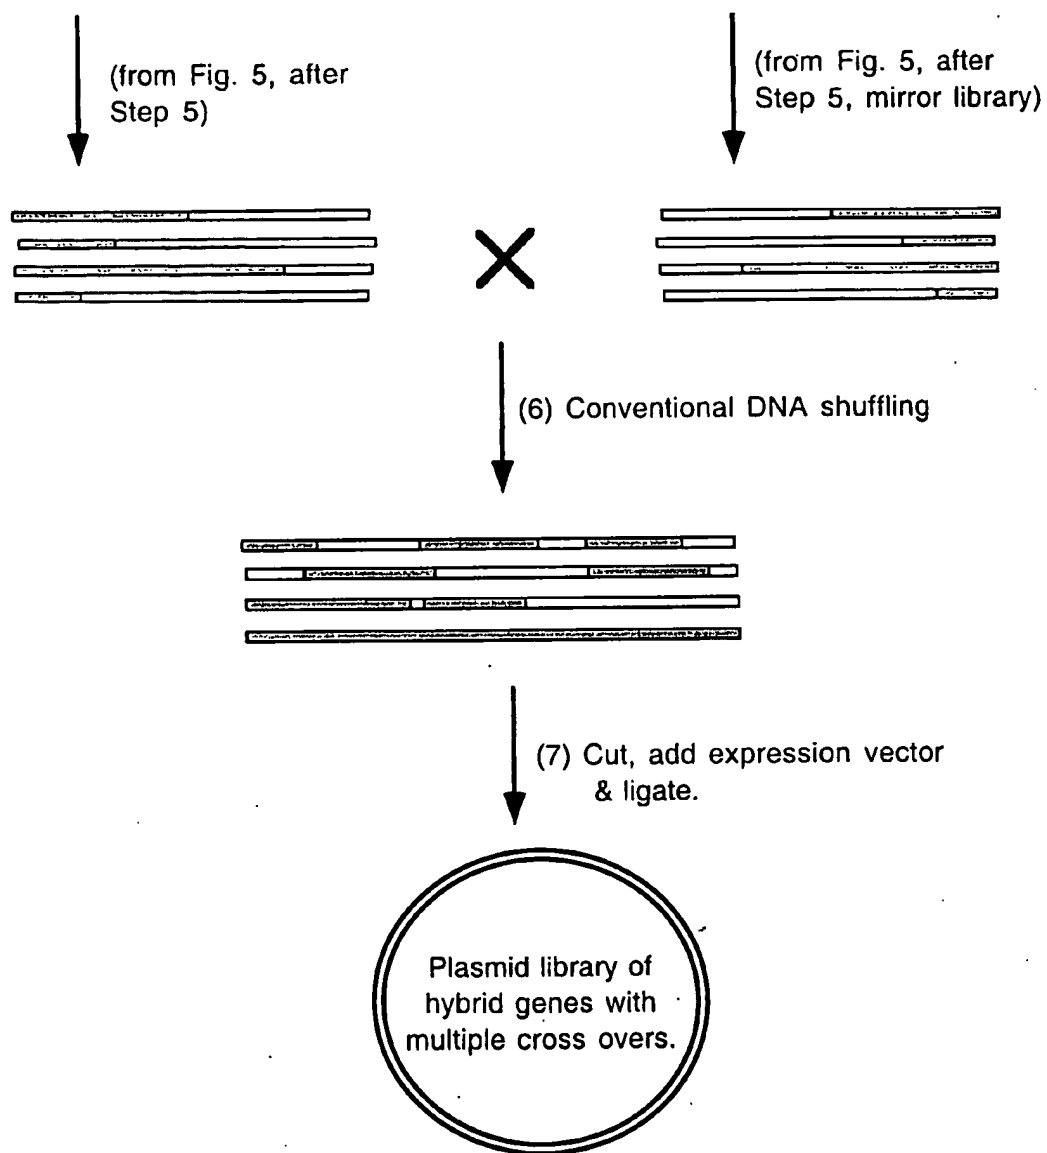 (from Fig. 5, after
Step 5)
(from Fig. 5, after
Step 5, mirror library)
(6) Conventional DNA shuffling
(7) Cut, add expression vector
& ligate.
Plasmid library of
hybrid genes with
multiple cross overs.